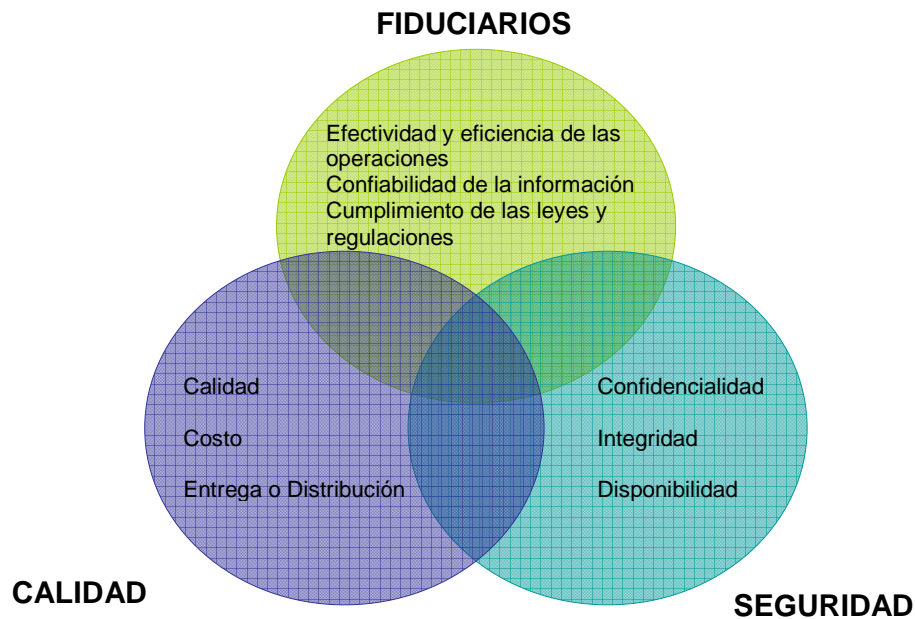 FIDUCIARIOS
Efectividad y eficiencia de las
operaciones
Confiabilidad de la información
Cumplimiento de las leyes y
regulaciones
Calidad
Costo
Entrega o Distribución
Confidencialidad
Integridad
Disponibilidad
CALIDAD
SEGURIDAD